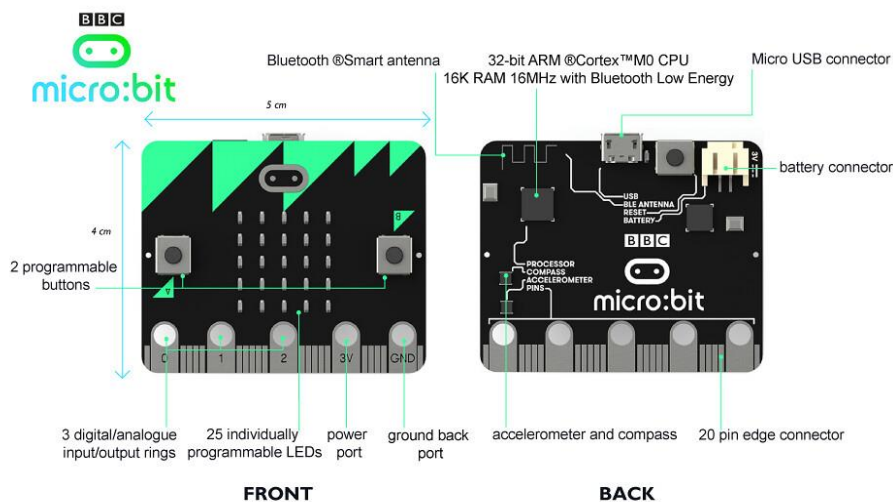 BBC
micro:bit
Bluetooth ®Smart antenna
32-bit ARM ®Cortex™M0 CPU
16K RAM 16MHz with Bluetooth Low Energy
Micro USB connector
5 cm
4 cm
battery connector
2 programmable
buttons
A
B
0
1
2
3V
GND
3V
USB
BLE ANTENNA
RESET
BATTERY
BBC
micro:bit
PROCESSOR
COMPASS
ACCELEROMETER
PINS
3 digital/analogue
input/output rings
25 individually
programmable LEDs
power
port
ground back
port
accelerometer and compass
20 pin edge connector
FRONT
BACK